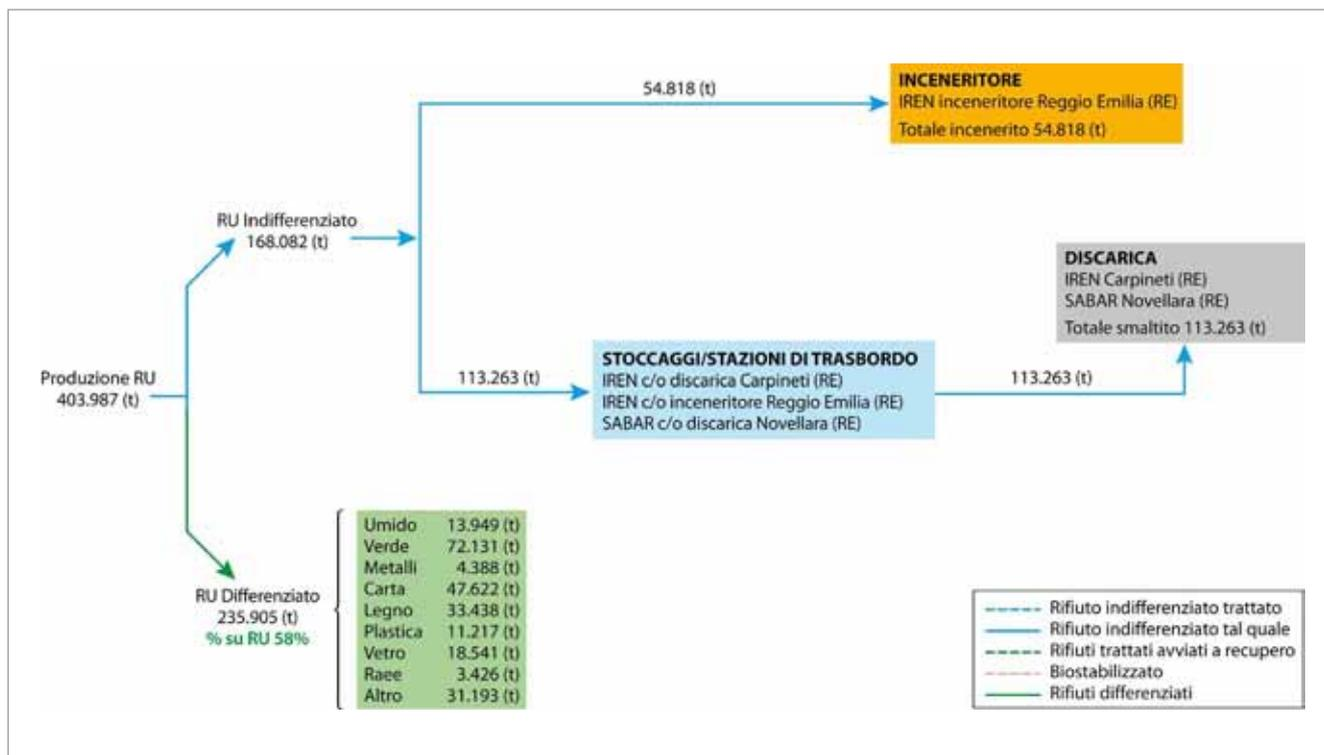 54.818 (t)
INCENERITORE
IREN inceneritore Reggio Emilia (RE)
Totale incenerito 54.818 (t)
RU Indifferenziato
168.082 (t)
DISCARICA
IREN Carpineti (RE)
SABAR Novellara (RE)
Totale smaltito 113.263 (t)
Produzione RU
403.987 (t)
113.263 (t)
STOCCAGGI/STAZIONI DI TRASBORDO
IREN c/o discarica Carpineti (RE)
IREN c/o inceneritore Reggio Emilia (RE)
SABAR c/o discarica Novellara (RE)
113.263 (t)
RU Differenziato
235.905 (t)
% su RU 58%
Umido 13.949 (t)
Verde 72.131 (t)
Metalli 4.388 (t)
Carta 47.622 (t)
Legno 33.438 (t)
Plastica 11.217 (t)
Vetro 18.541 (t)
Raee 3.426 (t)
Altro 31.193 (t)
Rifiuto indifferenziato trattato
Rifiuto indifferenziato tal quale
Rifiuti trattati avviati a recupero
Biostabilizzato
Rifiuti differenziati